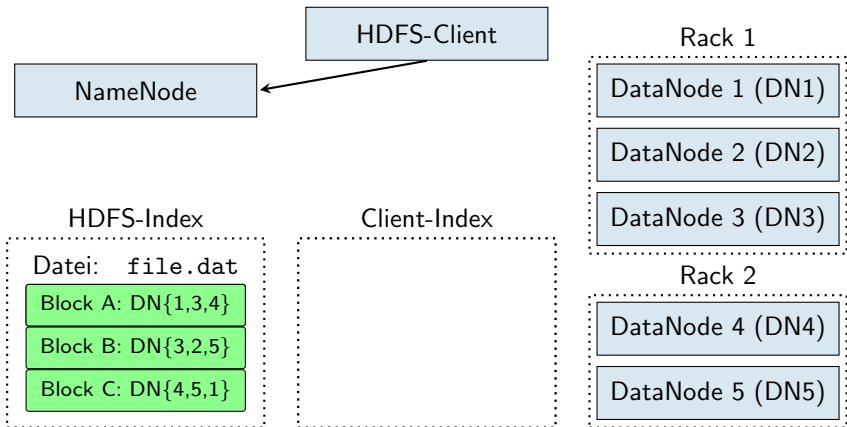 HDFS-Client
NameNode
Rack 1
DataNode 1 (DN1)
DataNode 2 (DN2)
DataNode 3 (DN3)
HDFS-Index
Datei: file.dat
Block A: DN{1,3,4}
Block B: DN{3,2,5}
Block C: DN{4,5,1}
Client-Index
Rack 2
DataNode 4 (DN4)
DataNode 5 (DN5)